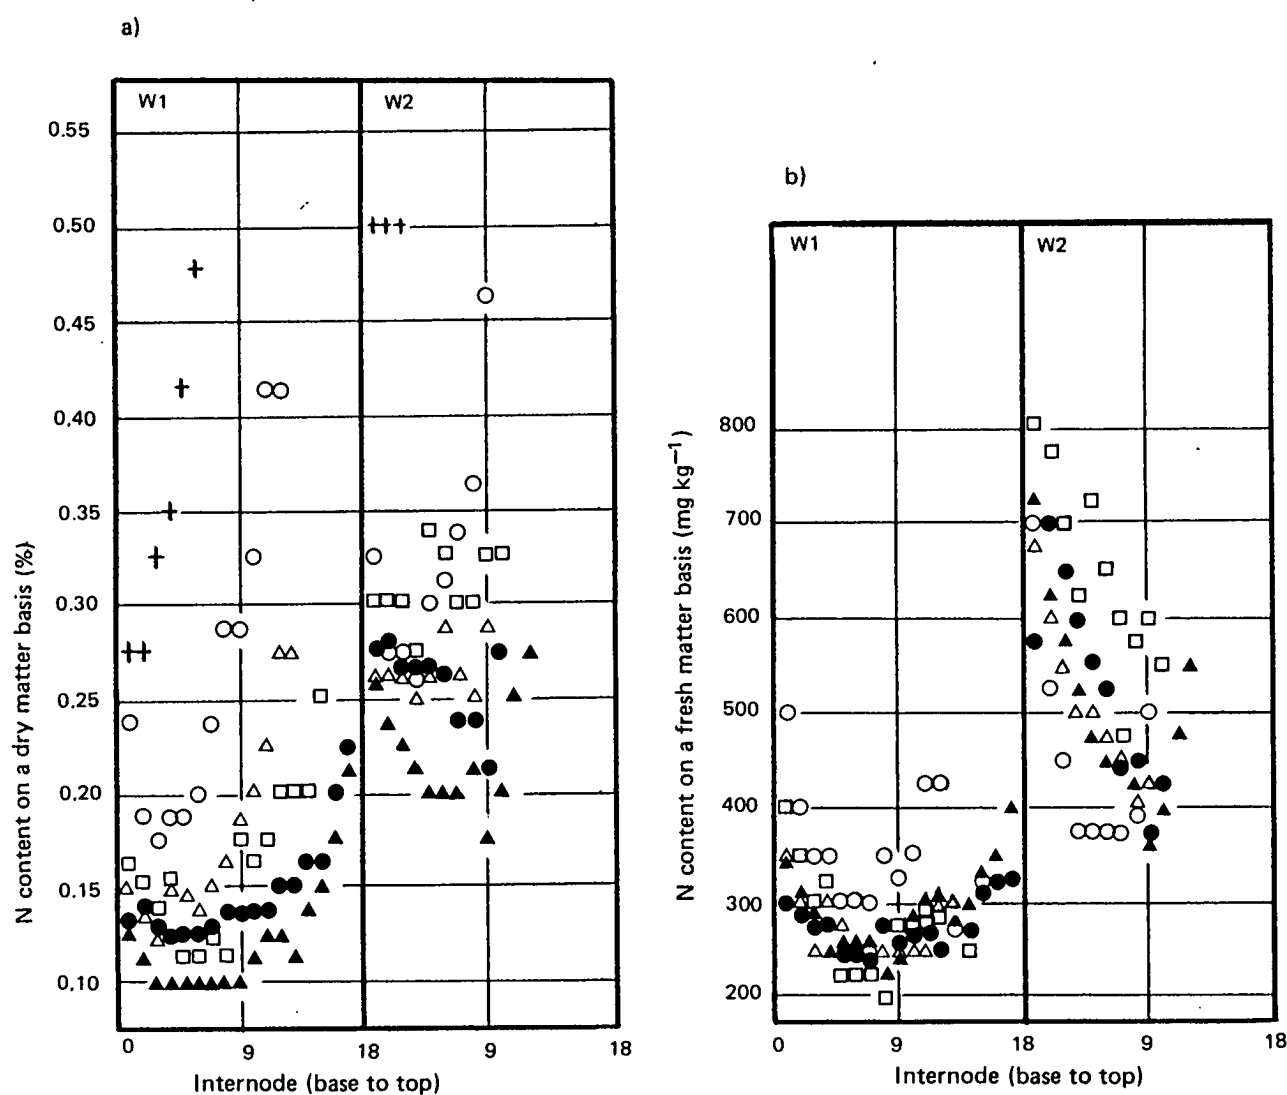 a)
W1
W2
0.55
0.50
0.45
0.40
0.35
0.30
0.25
0.20
0.15
0.10
N content on a dry matter basis (%)
0
9
18
9
18
Internode (base to top)
b)
W1
W2
800
700
600
500
400
300
200
N content on a fresh matter basis (mg kg⁻¹)
0
9
18
9
18
Internode (base to top)